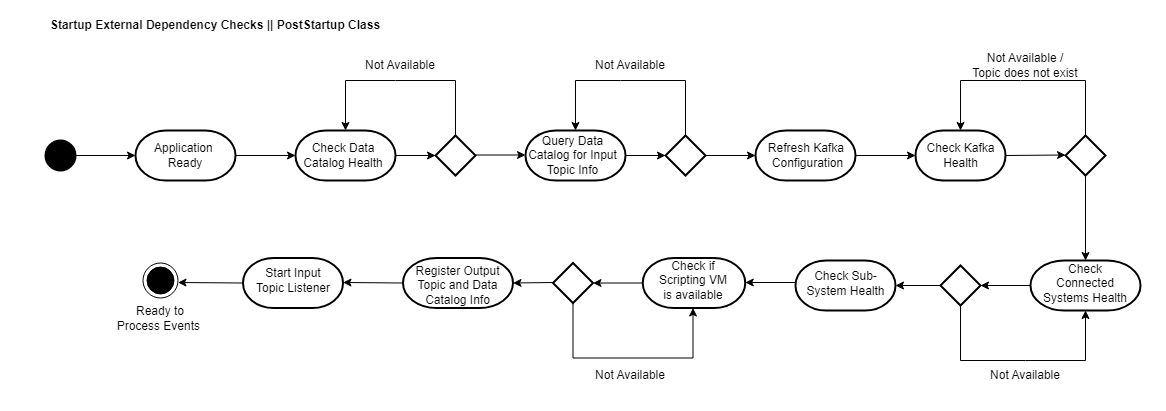 Startup External Dependency Checks || PostStartup Class
Not Available
Not Available
Not Available /
Topic does not exist
Application
Ready
Check Data
Catalog Health
Query Data
Catalog for Input
Topic Info
Refresh Kafka
Configuration
Check Kafka
Health
Check
Connected
Systems Health
Check Sub-
System Health
Check if
Scripting VM
is available
Register Output
Topic and Data
Catalog Info
Start Input
Topic Listener
Ready to
Process Events
Not Available
Not Available